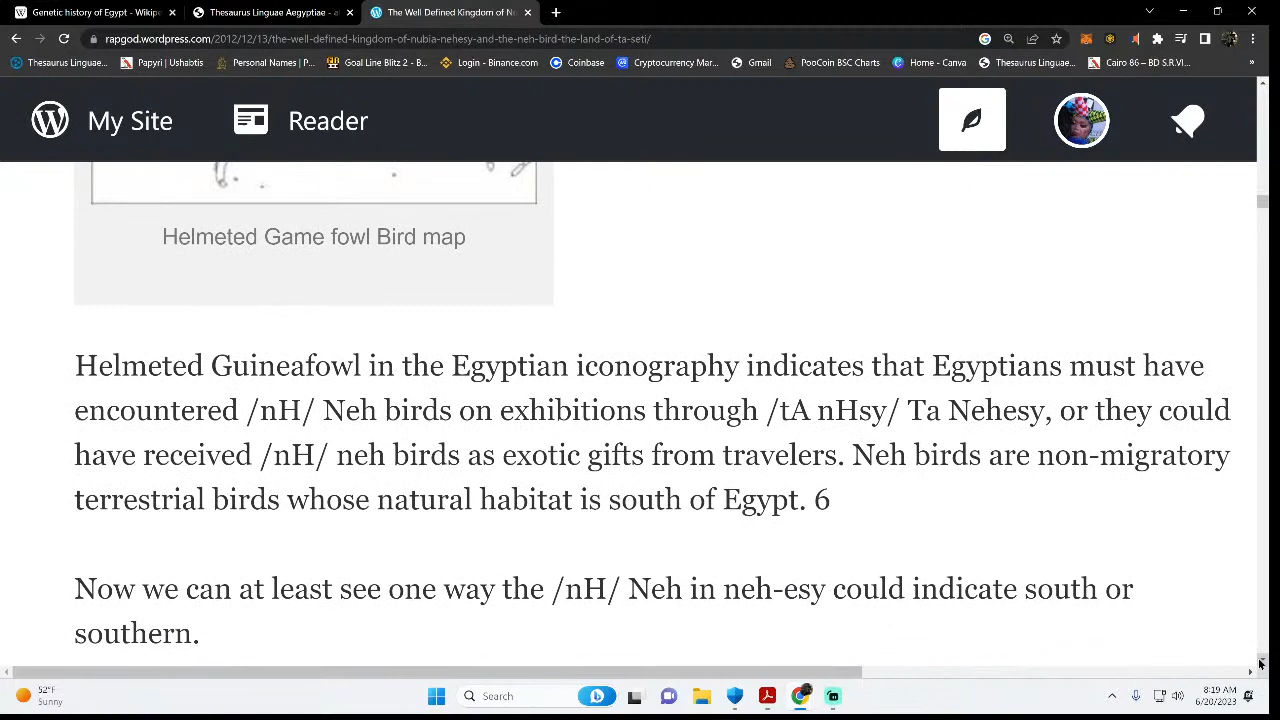 Genetic history of Egypt - Wikip
Thesaurus Linguae Aegyptiae - a
The Well Defined Kingdom of Nu
rapgod.wordpress.com/2012/12/13/the-well-defined-kingdom-of-nubia-nehesy-and-the-neh-bird-the-land-of-ta-seti/
Thesaurus Linguae...
Papyri | Ushabtis
Personal Names | P...
Goal Line Blitz 2 - B...
Login - Binance.com
Coinbase
Cryptocurrency Mar...
Gmail
PooCoin BSC Charts
Home - Canva
Thesaurus Linguae...
Cairo 86 – BD S.R.VI...
My Site
Reader
Helmeted Game fowl Bird map
Helmeted Guineafowl in the Egyptian iconography indicates that Egyptians must have
encountered /nH/ Neh birds on exhibitions through /tA nHsy/ Ta Nehesy, or they could
have received /nH/ neh birds as exotic gifts from travelers. Neh birds are non-migratory
terrestrial birds whose natural habitat is south of Egypt. 6
Now we can at least see one way the /nH/ Neh in neh-esy could indicate south or
southern.
52°F
Sunny
Search
8:19 AM